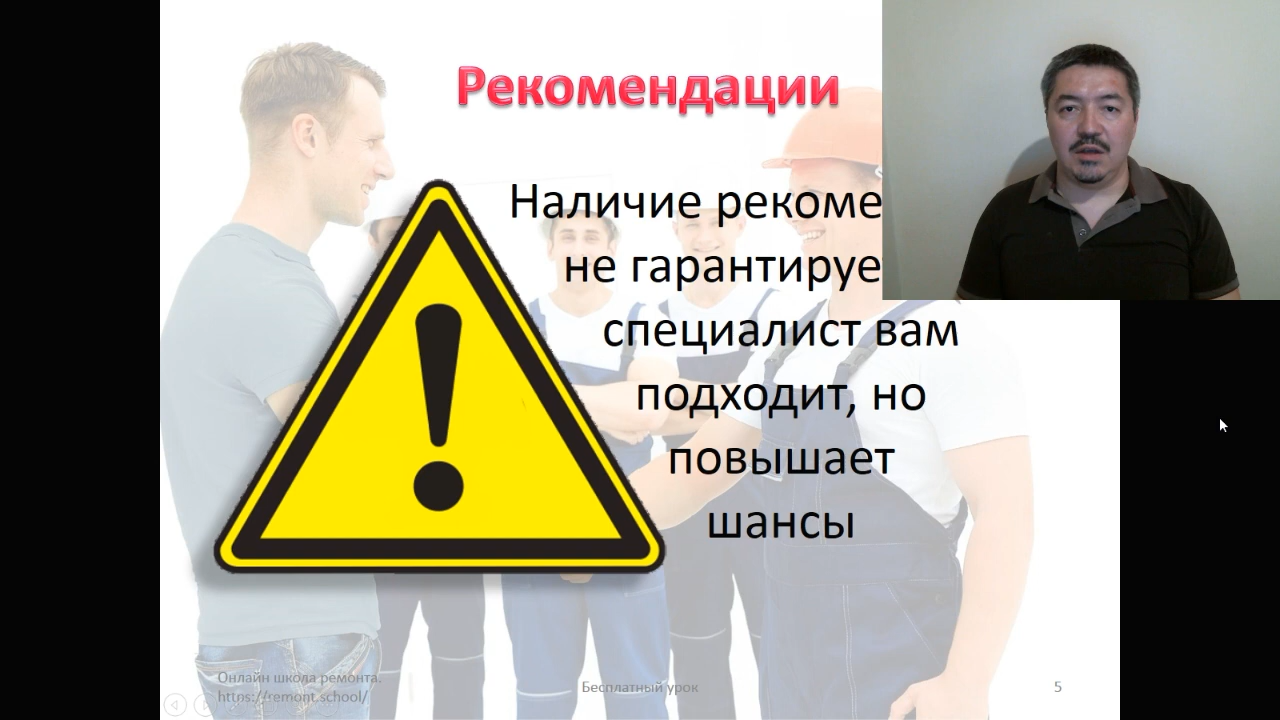 Рекомендации
Наличие рекоме
не гарантируе
специалист вам
подходит, но
повышает
шансы
Онлайн школа ремонта.
https://remont.school/
Бесплатный урок
5